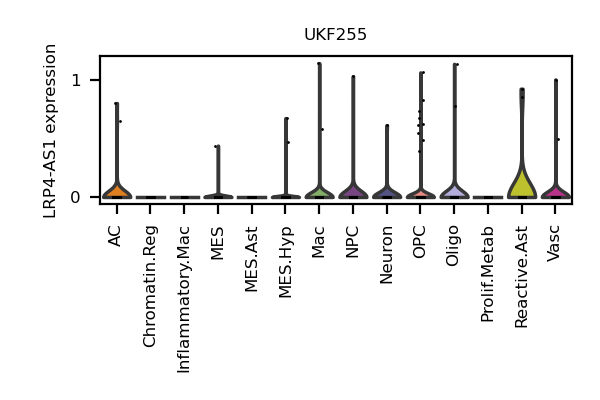 UKF255
LRP4-AS1 expression
1
0
AC
Chromatin.Reg
Inflammatory.Mac
MES
MES.Ast
MES.Hyp
Mac
NPC
Neuron
OPC
Oligo
Prolif.Metab
Reactive.Ast
Vasc